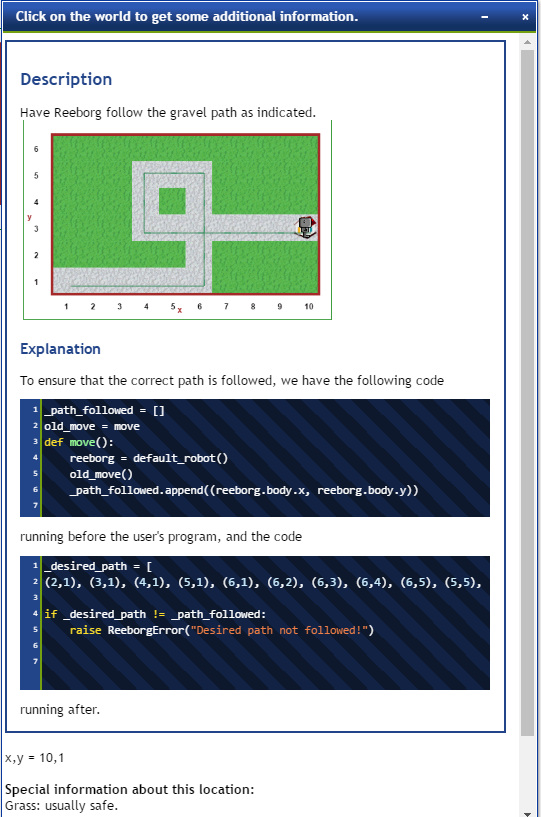 Click on the world to get some additional information.
– ×
Description
Have Reeborg follow the gravel path as indicated.
6
5
4
y
3
2
1
1 2 3 4 5 x 6 7 8 9 10
Explanation
To ensure that the correct path is followed, we have the following code
1 _path_followed = []
2 old_move = move
3 def move():
4     reeborg = default_robot()
5     old_move()
6     _path_followed.append((reeborg.body.x, reeborg.body.y))
7
running before the user's program, and the code
1 _desired_path = [
2 (2,1), (3,1), (4,1), (5,1), (6,1), (6,2), (6,3), (6,4), (6,5), (5,5),
3
4 if _desired_path != _path_followed:
5     raise ReeborgError("Desired path not followed!")
6
7
running after.
x,y = 10,1
Special information about this location:
Grass: usually safe.